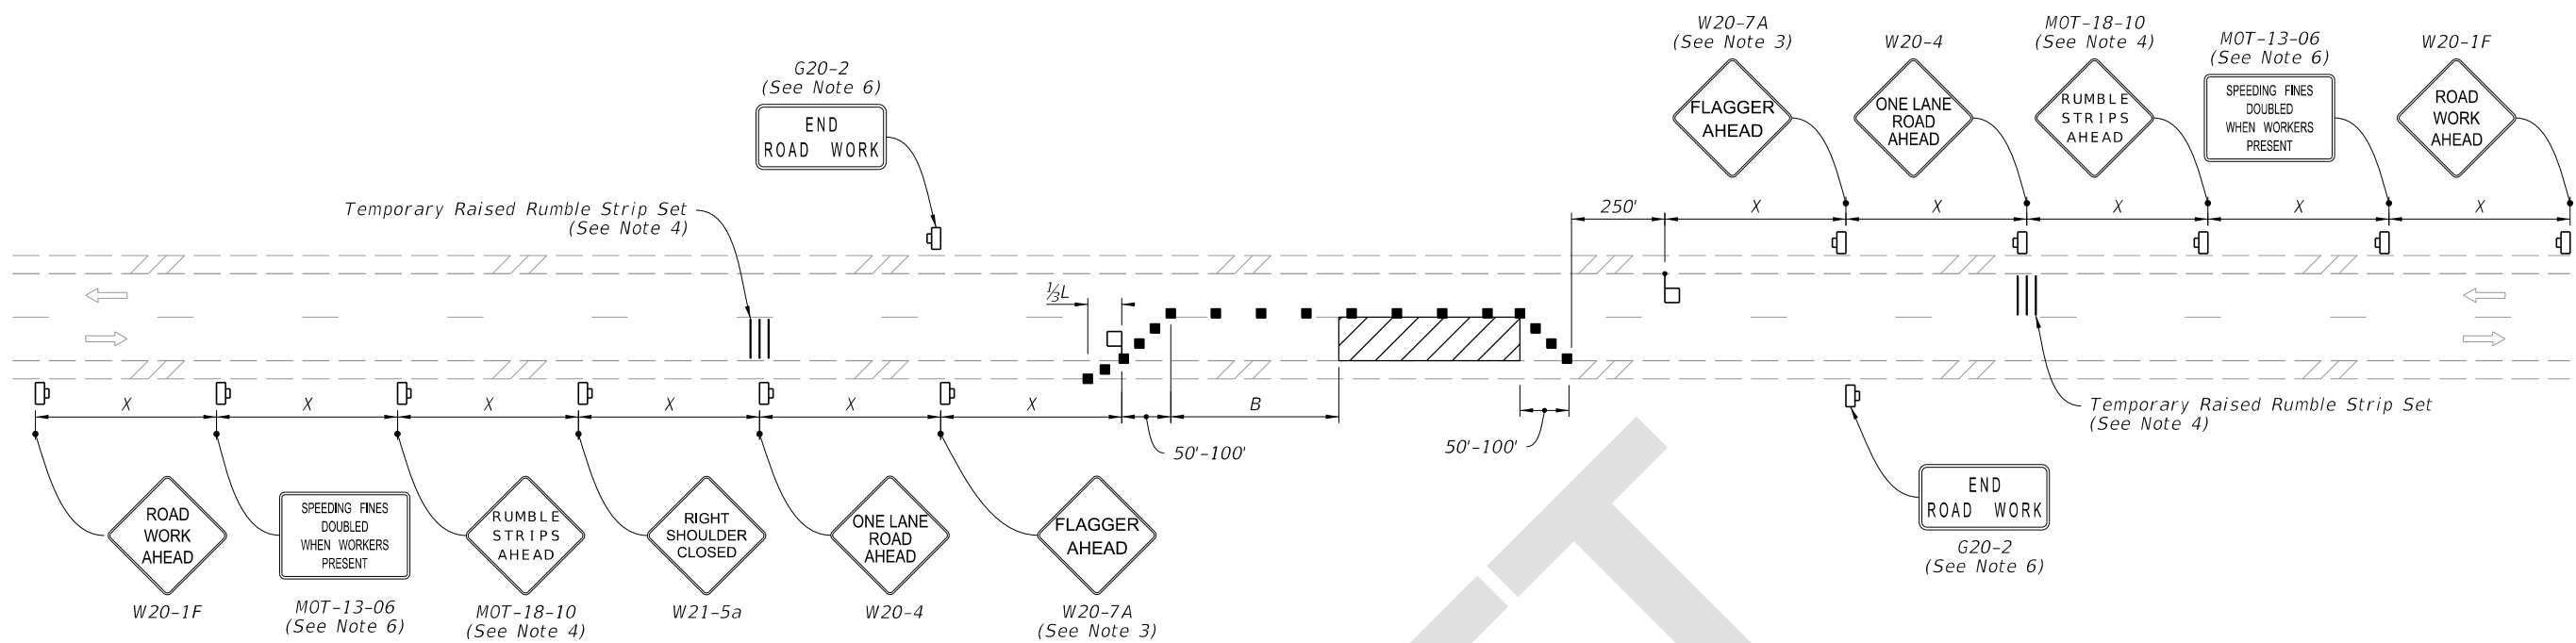 W20-7A
(See Note 3)
W20-4
MOT-18-10
(See Note 4)
MOT-13-06
(See Note 6)
W20-1F
G20-2
(See Note 6)
FLAGGER
AHEAD
ONE LANE
ROAD
AHEAD
RUMBLE
STRIPS
AHEAD
SPEEDING FINES
DOUBLED
WHEN WORKERS
PRESENT
ROAD
WORK
AHEAD
END
ROAD WORK
Temporary Raised Rumble Strip Set
(See Note 4)
250'
X
X
X
X
X
⅓L
X
X
X
X
X
X
B
50'-100'
50'-100'
Temporary Raised Rumble Strip Set
(See Note 4)
END
ROAD WORK
G20-2
(See Note 6)
ROAD
WORK
AHEAD
W20-1F
SPEEDING FINES
DOUBLED
WHEN WORKERS
PRESENT
MOT-13-06
(See Note 6)
RUMBLE
STRIPS
AHEAD
MOT-18-10
(See Note 4)
RIGHT
SHOULDER
CLOSED
W21-5a
ONE LANE
ROAD
AHEAD
W20-4
FLAGGER
AHEAD
W20-7A
(See Note 3)